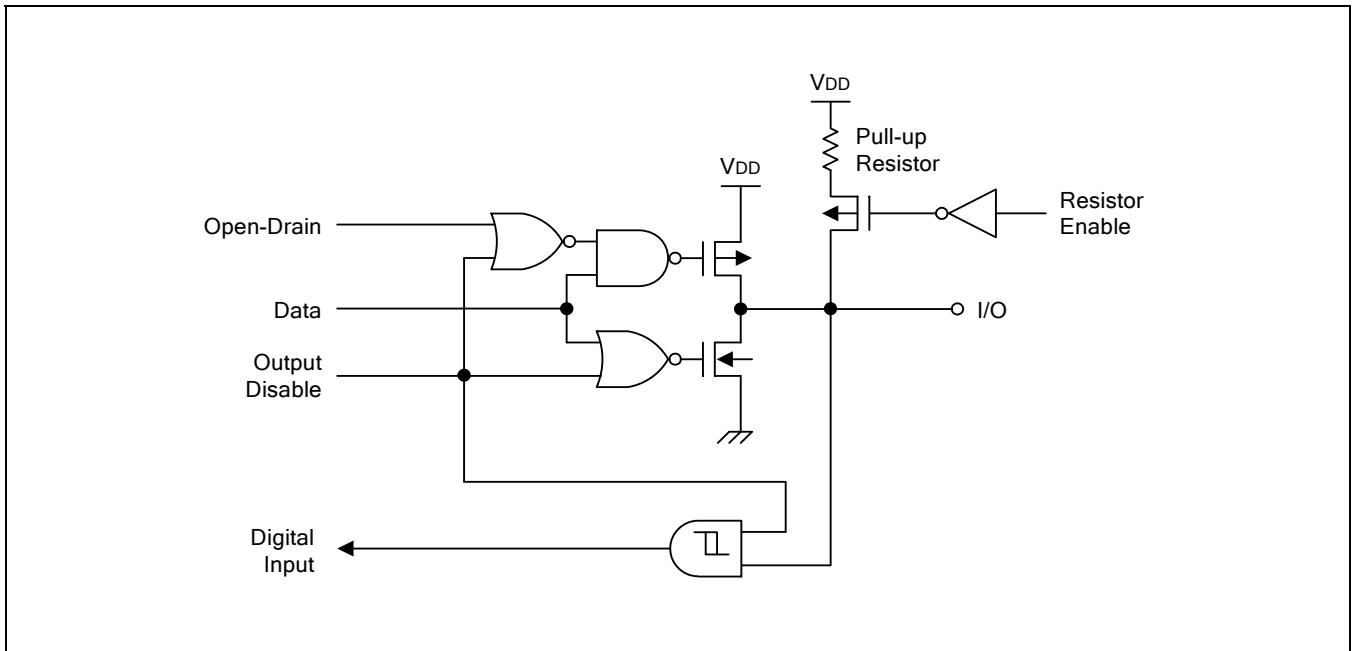 VDD
Pull-up
Resistor
VDD
Resistor
Enable
Open-Drain
Data
I/O
Output
Disable
Digital
Input